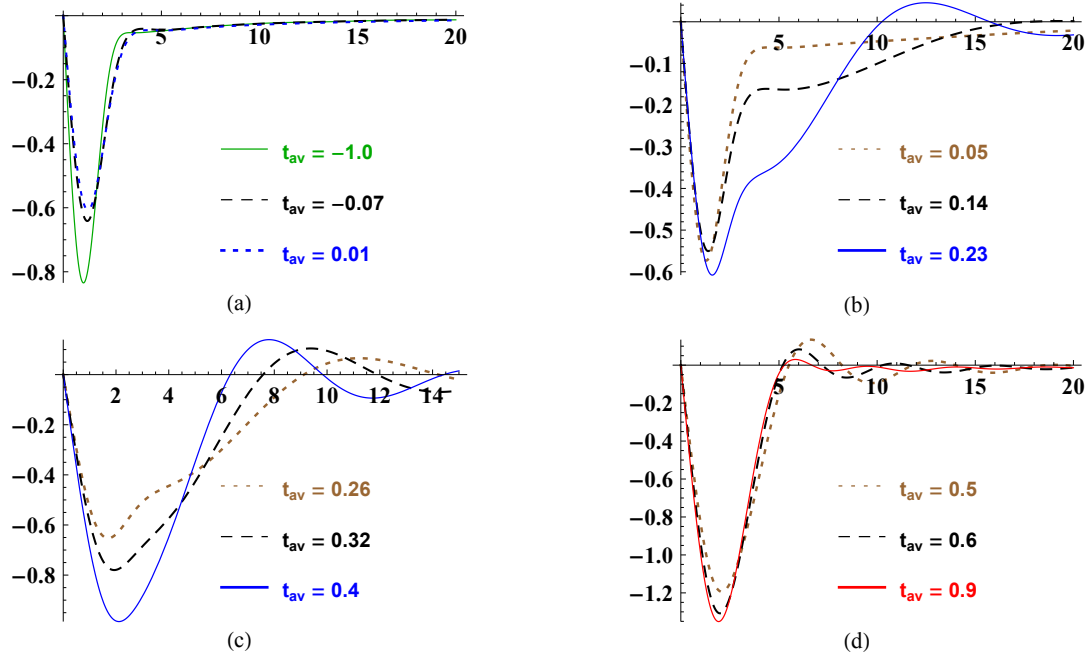 5 10 15 20
−0.2
−0.4
−0.6
−0.8
t_av = −1.0
t_av = −0.07
t_av = 0.01
(a)
5 10 15 20
−0.1
−0.2
−0.3
−0.4
−0.5
−0.6
t_av = 0.05
t_av = 0.14
t_av = 0.23
(b)
2 4 6 8 10 12 14
−0.2
−0.4
−0.6
−0.8
t_av = 0.26
t_av = 0.32
t_av = 0.4
(c)
5 10 15 20
−0.2
−0.4
−0.6
−0.8
−1.0
−1.2
t_av = 0.5
t_av = 0.6
t_av = 0.9
(d)